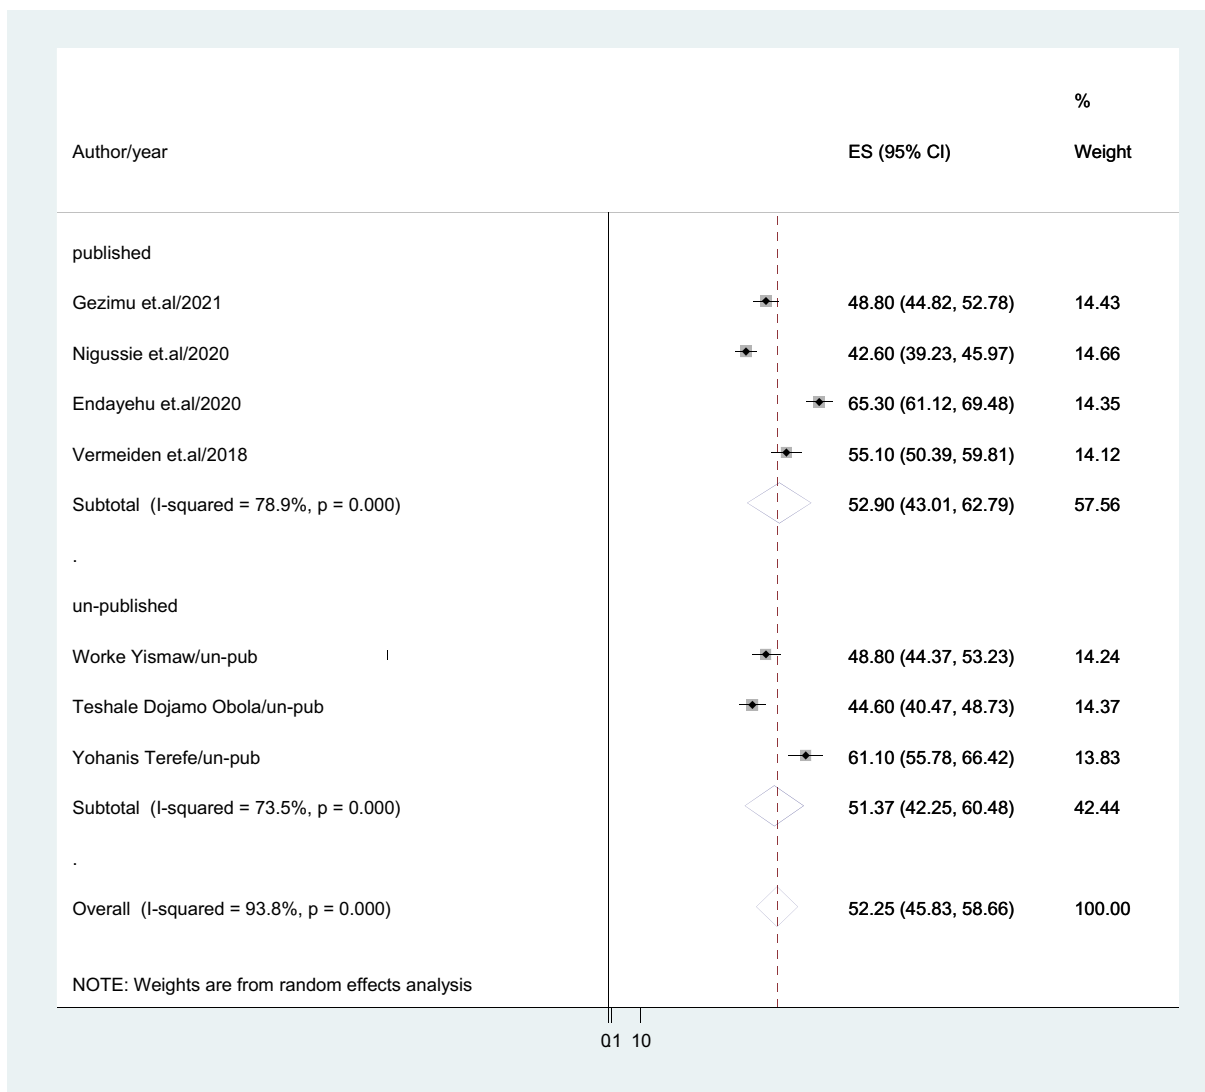 %
Author/year ES (95% CI) Weight
published
Gezimu et.al/2021 48.80 (44.82, 52.78) 14.43
Nigussie et.al/2020 42.60 (39.23, 45.97) 14.66
Endayehu et.al/2020 65.30 (61.12, 69.48) 14.35
Vermeiden et.al/2018 55.10 (50.39, 59.81) 14.12
Subtotal (I-squared = 78.9%, p = 0.000) 52.90 (43.01, 62.79) 57.56
.
un-published
Worke Yismaw/un-pub 48.80 (44.37, 53.23) 14.24
Teshale Dojamo Obola/un-pub 44.60 (40.47, 48.73) 14.37
Yohanis Terefe/un-pub 61.10 (55.78, 66.42) 13.83
Subtotal (I-squared = 73.5%, p = 0.000) 51.37 (42.25, 60.48) 42.44
.
Overall (I-squared = 93.8%, p = 0.000) 52.25 (45.83, 58.66) 100.00
NOTE: Weights are from random effects analysis
0 1 10